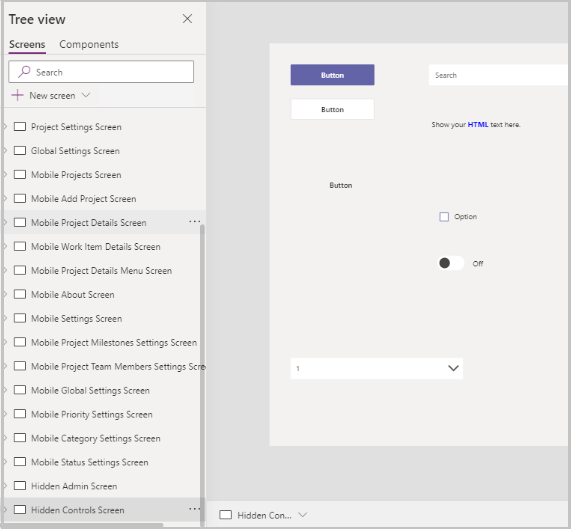 Tree view
Screens Components
Search
New screen
Project Settings Screen
Global Settings Screen
Mobile Projects Screen
Mobile Add Project Screen
Mobile Project Details Screen
Mobile Work Item Details Screen
Mobile Project Details Menu Screen
Mobile About Screen
Mobile Settings Screen
Mobile Project Milestones Settings Screen
Mobile Project Team Members Settings Scre
Mobile Global Settings Screen
Mobile Priority Settings Screen
Mobile Category Settings Screen
Mobile Status Settings Screen
Hidden Admin Screen
Hidden Controls Screen
Button
Search
Button
Show your HTML text here.
Button
Option
Off
1
Hidden Con...